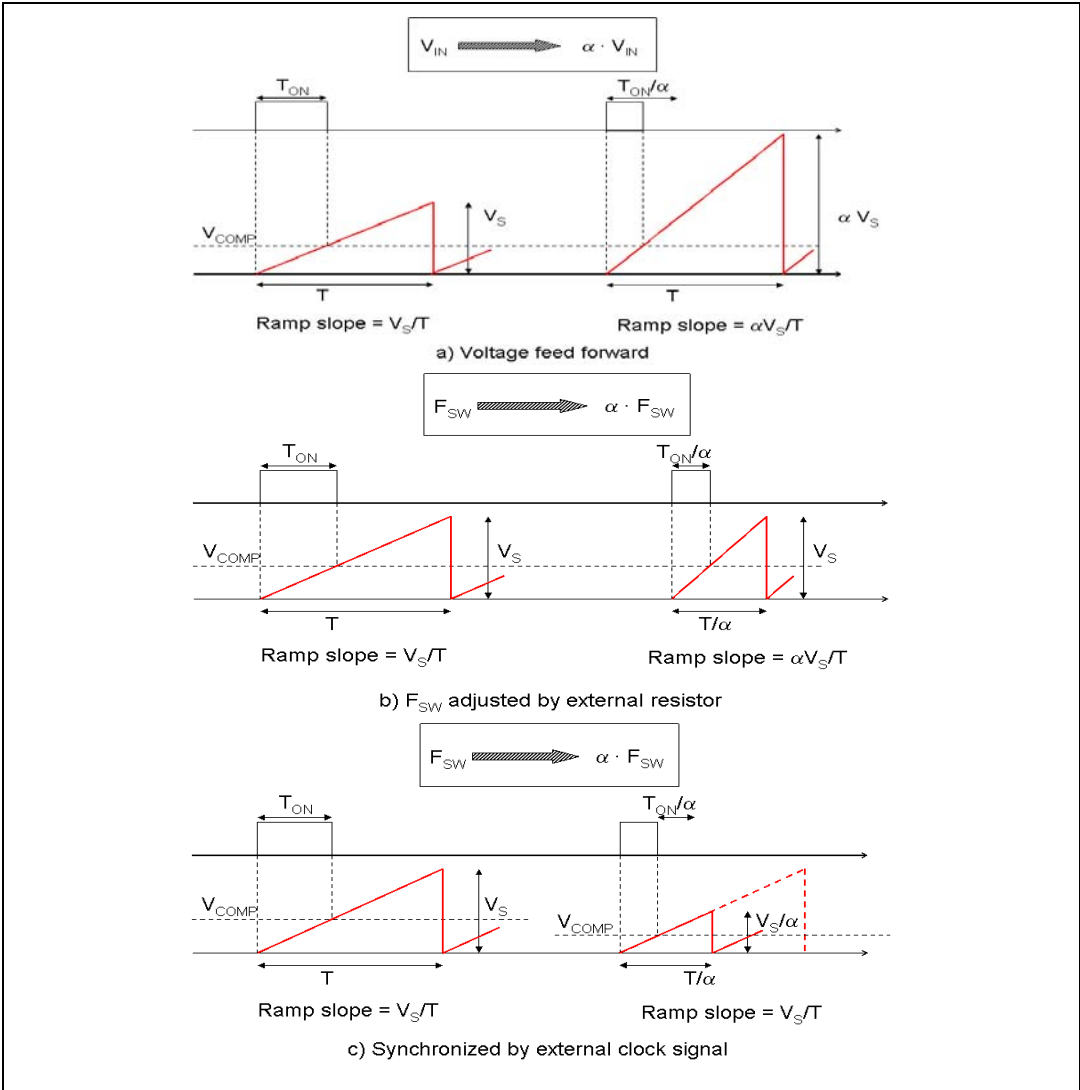 V_IN α · V_IN
T_ON T_ON/α
V_S α V_S
V_COMP
T T
Ramp slope = V_S/T Ramp slope = αV_S/T
a) Voltage feed forward
F_SW α · F_SW
T_ON T_ON/α
V_COMP V_S V_S
T T/α
Ramp slope = V_S/T Ramp slope = αV_S/T
b) F_SW adjusted by external resistor
F_SW α · F_SW
T_ON T_ON/α
V_COMP V_S V_COMP V_S/α
T T/α
Ramp slope = V_S/T Ramp slope = V_S/T
c) Synchronized by external clock signal